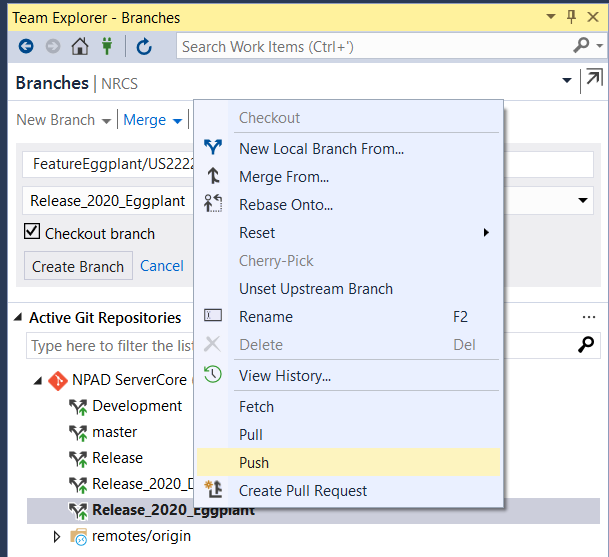 Team Explorer - Branches
Search Work Items (Ctrl+')
Branches | NRCS
New Branch Merge
Checkout
New Local Branch From...
FeatureEggplant/US2222
Merge From...
Release_2020_Eggplant
Rebase Onto...
Checkout branch
Reset
Create Branch Cancel
Cherry-Pick
Unset Upstream Branch
Active Git Repositories
Rename F2
Type here to filter the list
Delete Del
View History...
NPAD ServerCore (
Development
Fetch
master
Pull
Release
Push
Release_2020_D
Create Pull Request
Release_2020_Eggplant
remotes/origin